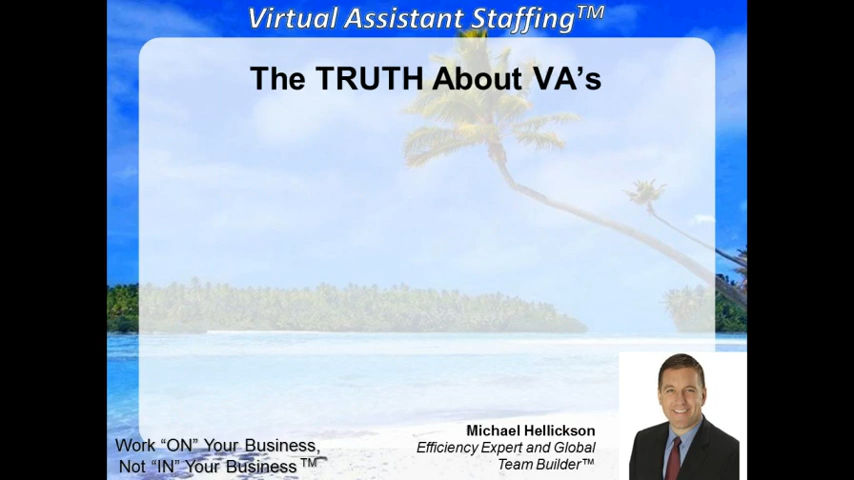 Virtual Assistant Staffing™
The TRUTH About VA’s
Michael Hellickson
Efficiency Expert and Global
Team Builder™
Work “ON” Your Business,
Not “IN” Your Business™